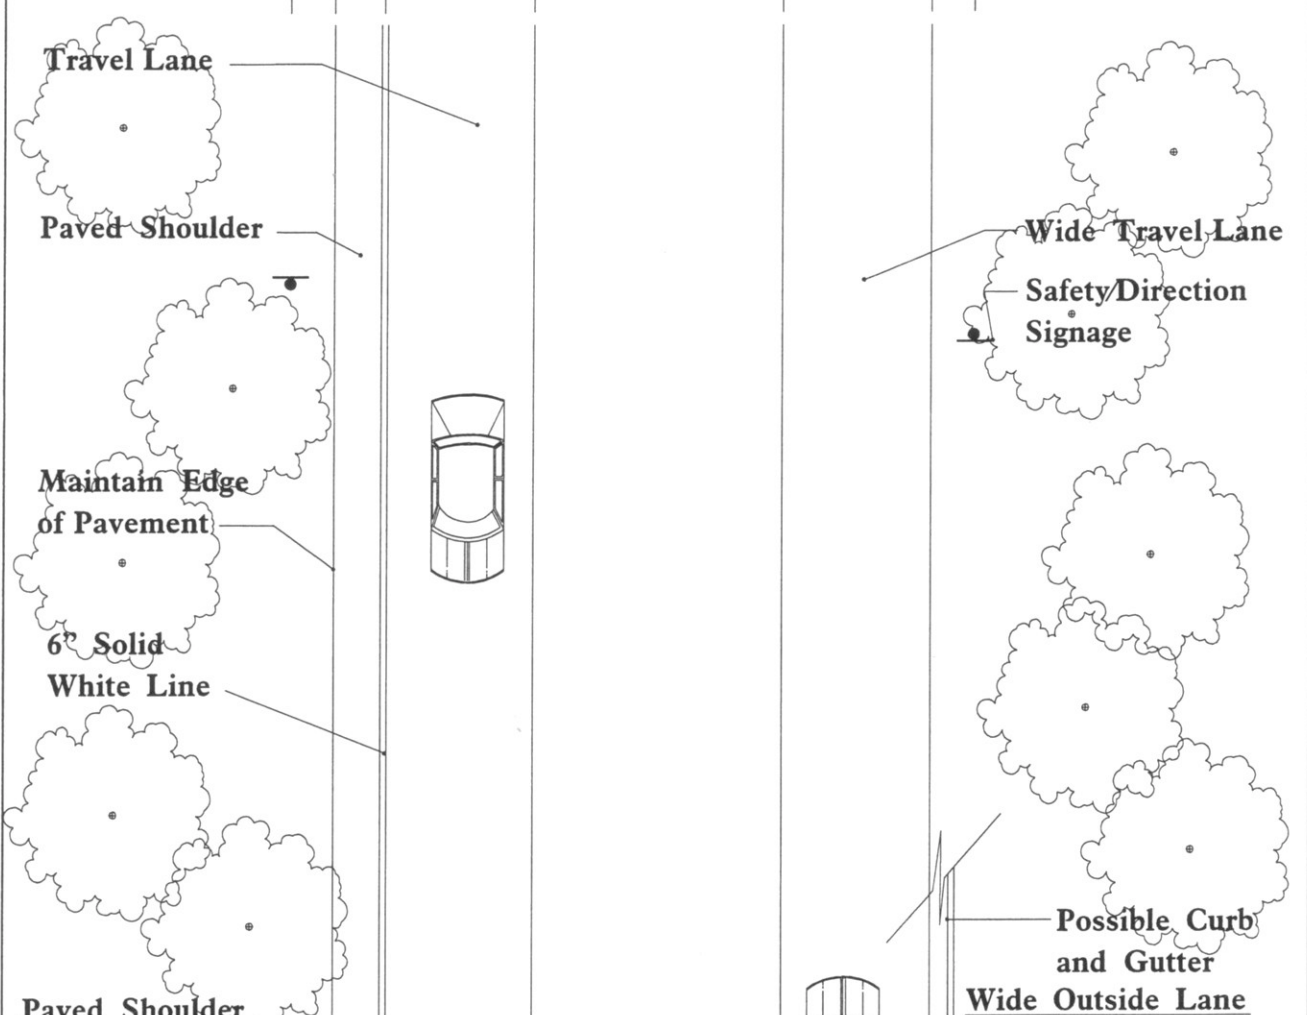 Travel Lane
Paved Shoulder
Maintain Edge
of Pavement
6" Solid
White Line
Paved Shoulder
Wide Travel Lane
Safety/Direction
Signage
Possible Curb
and Gutter
Wide Outside Lane